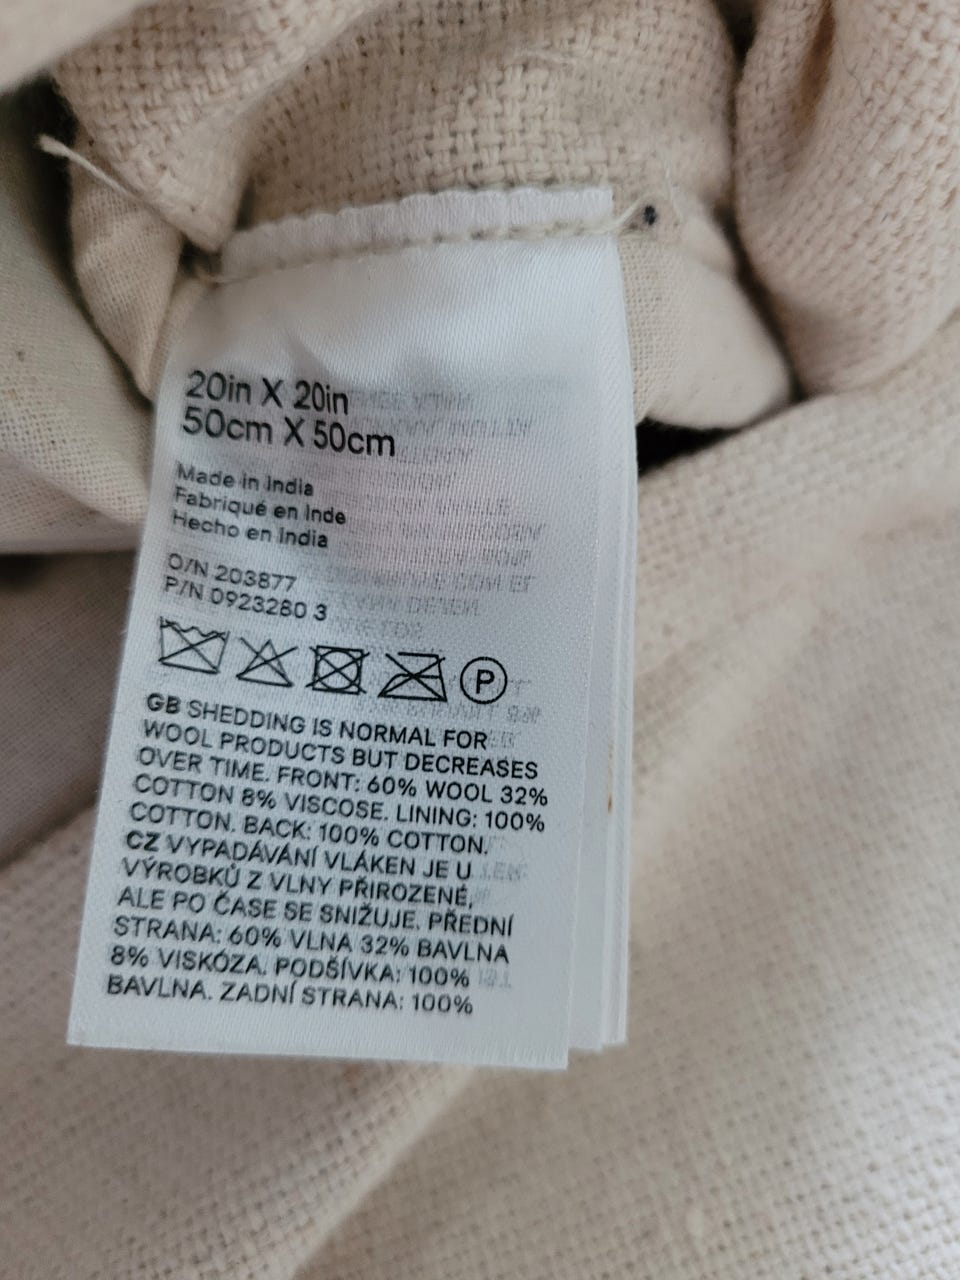 20in X 20in
50cm X 50cm
Made in India
Fabriqué en Inde
Hecho en India
O/N 203877
P/N 0923280 3
P
GB SHEDDING IS NORMAL FOR
WOOL PRODUCTS BUT DECREASES
OVER TIME. FRONT: 60% WOOL 32%
COTTON 8% VISCOSE. LINING: 100%
COTTON. BACK: 100% COTTON.
CZ VYPADÁVÁNÍ VLÁKEN JE U
VÝROBKŮ Z VLNY PŘIROZENÉ,
ALE PO ČASE SE SNIŽUJE. PŘEDNÍ
STRANA: 60% VLNA 32% BAVLNA
8% VISKÓZA. PODŠÍVKA: 100%
BAVLNA. ZADNÍ STRANA: 100%